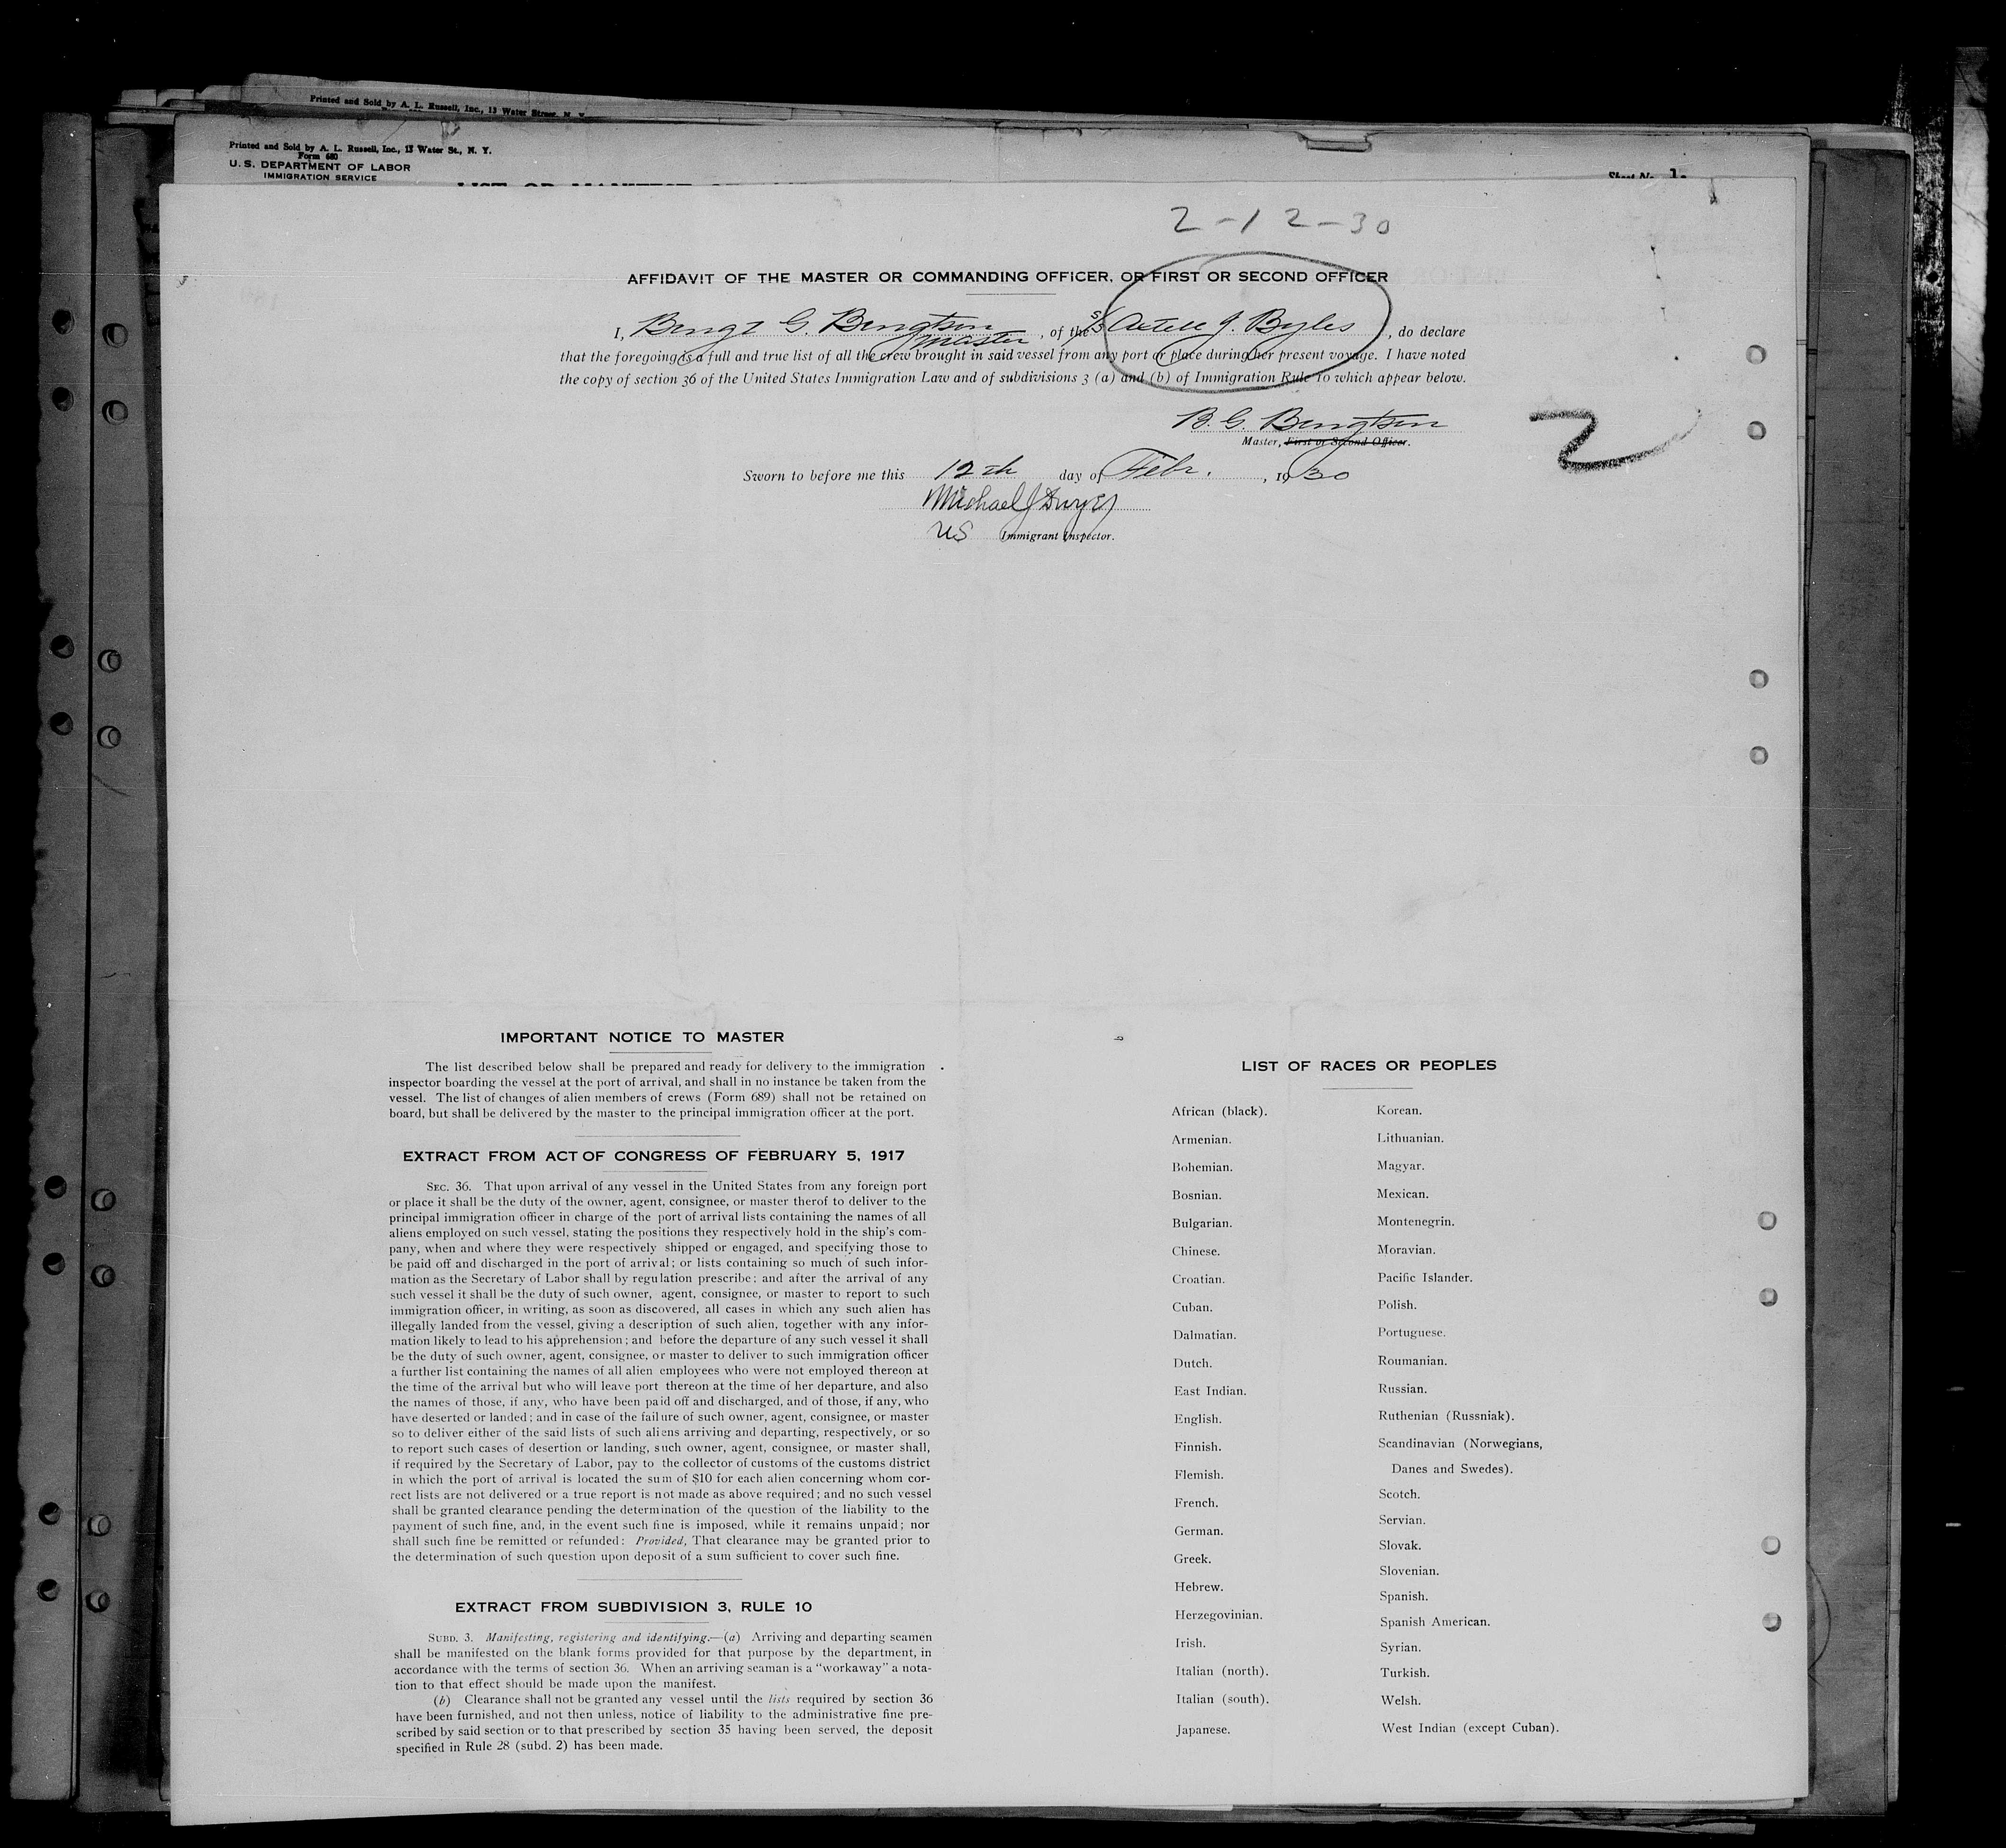 Printed and Sold by A. L. Russell, Inc., 13 Water Street, N. Y.
Printed and Sold by A. L. Russell, Inc., 13 Water St., N. Y.
Form 680
U. S. DEPARTMENT OF LABOR
IMMIGRATION SERVICE
Sheet No. 1.
2-12-30
AFFIDAVIT OF THE MASTER OR COMMANDING OFFICER, OR FIRST OR SECOND OFFICER
I, Bengt G. Bengtsen master, of the S/S Axtell J. Byles, do declare
that the foregoing is a full and true list of all the crew brought in said vessel from any port or place during her present voyage. I have noted
the copy of section 36 of the United States Immigration Law and of subdivisions 3 (a) and (b) of Immigration Rule 10 which appear below.
B. G. Bengtsen
Master, First or Second Officer.
2
Sworn to before me this 12th day of Febr., 1930
Michael J Dwyer
US Immigrant Inspector.
IMPORTANT NOTICE TO MASTER
The list described below shall be prepared and ready for delivery to the immigration
inspector boarding the vessel at the port of arrival, and shall in no instance be taken from the
vessel. The list of changes of alien members of crews (Form 689) shall not be retained on
board, but shall be delivered by the master to the principal immigration officer at the port.
EXTRACT FROM ACT OF CONGRESS OF FEBRUARY 5, 1917
SEC. 36. That upon arrival of any vessel in the United States from any foreign port
or place it shall be the duty of the owner, agent, consignee, or master therof to deliver to the
principal immigration officer in charge of the port of arrival lists containing the names of all
aliens employed on such vessel, stating the positions they respectively hold in the ship's com-
pany, when and where they were respectively shipped or engaged, and specifying those to
be paid off and discharged in the port of arrival; or lists containing so much of such infor-
mation as the Secretary of Labor shall by regulation prescribe; and after the arrival of any
such vessel it shall be the duty of such owner, agent, consignee, or master to report to such
immigration officer, in writing, as soon as discovered, all cases in which any such alien has
illegally landed from the vessel, giving a description of such alien, together with any infor-
mation likely to lead to his apprehension; and before the departure of any such vessel it shall
be the duty of such owner, agent, consignee, or master to deliver to such immigration officer
a further list containing the names of all alien employees who were not employed thereon at
the time of the arrival but who will leave port thereon at the time of her departure, and also
the names of those, if any, who have been paid off and discharged, and of those, if any, who
have deserted or landed; and in case of the failure of such owner, agent, consignee, or master
so to deliver either of the said lists of such aliens arriving and departing, respectively, or so
to report such cases of desertion or landing, such owner, agent, consignee, or master shall,
if required by the Secretary of Labor, pay to the collector of customs of the customs district
in which the port of arrival is located the sum of $10 for each alien concerning whom cor-
rect lists are not delivered or a true report is not made as above required; and no such vessel
shall be granted clearance pending the determination of the question of the liability to the
payment of such fine, and, in the event such fine is imposed, while it remains unpaid; nor
shall such fine be remitted or refunded: Provided, That clearance may be granted prior to
the determination of such question upon deposit of a sum sufficient to cover such fine.
EXTRACT FROM SUBDIVISION 3, RULE 10
SUBD. 3. Manifesting, registering and identifying.—(a) Arriving and departing seamen
shall be manifested on the blank forms provided for that purpose by the department, in
accordance with the terms of section 36. When an arriving seaman is a "workaway" a nota-
tion to that effect should be made upon the manifest.
(b) Clearance shall not be granted any vessel until the lists required by section 36
have been furnished, and not then unless, notice of liability to the administrative fine pre-
scribed by said section or to that prescribed by section 35 having been served, the deposit
specified in Rule 28 (subd. 2) has been made.
LIST OF RACES OR PEOPLES
African (black).
Armenian.
Bohemian.
Bosnian.
Bulgarian.
Chinese.
Croatian.
Cuban.
Dalmatian.
Dutch.
East Indian.
English.
Finnish.
Flemish.
French.
German.
Greek.
Hebrew.
Herzegovinian.
Irish.
Italian (north).
Italian (south).
Japanese.
Korean.
Lithuanian.
Magyar.
Mexican.
Montenegrin.
Moravian.
Pacific Islander.
Polish.
Portuguese.
Roumanian.
Russian.
Ruthenian (Russniak).
Scandinavian (Norwegians,
Danes and Swedes).
Scotch.
Servian.
Slovak.
Slovenian.
Spanish.
Spanish American.
Syrian.
Turkish.
Welsh.
West Indian (except Cuban).